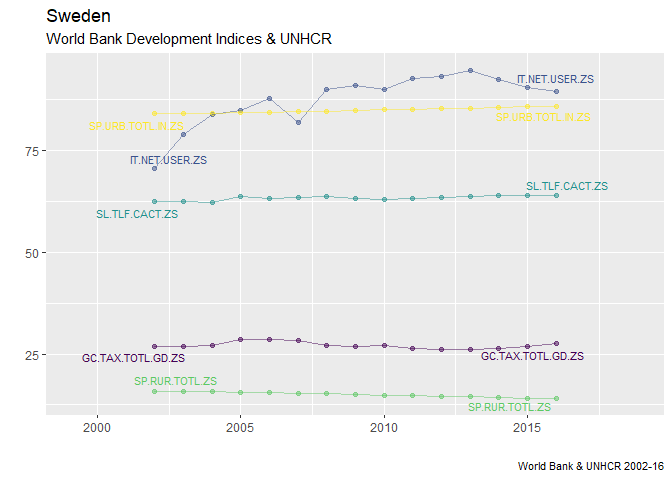 Sweden
World Bank Development Indices & UNHCR
IT.NET.USER.ZS
SP.URB.TOTL.IN.ZS
SP.URB.TOTL.IN.ZS
75
IT.NET.USER.ZS
SL.TLF.CACT.ZS
SL.TLF.CACT.ZS
50
25
GC.TAX.TOTL.GD.ZS
GC.TAX.TOTL.GD.ZS
SP.RUR.TOTL.ZS
SP.RUR.TOTL.ZS
2000 2005 2010 2015
World Bank & UNHCR 2002-16